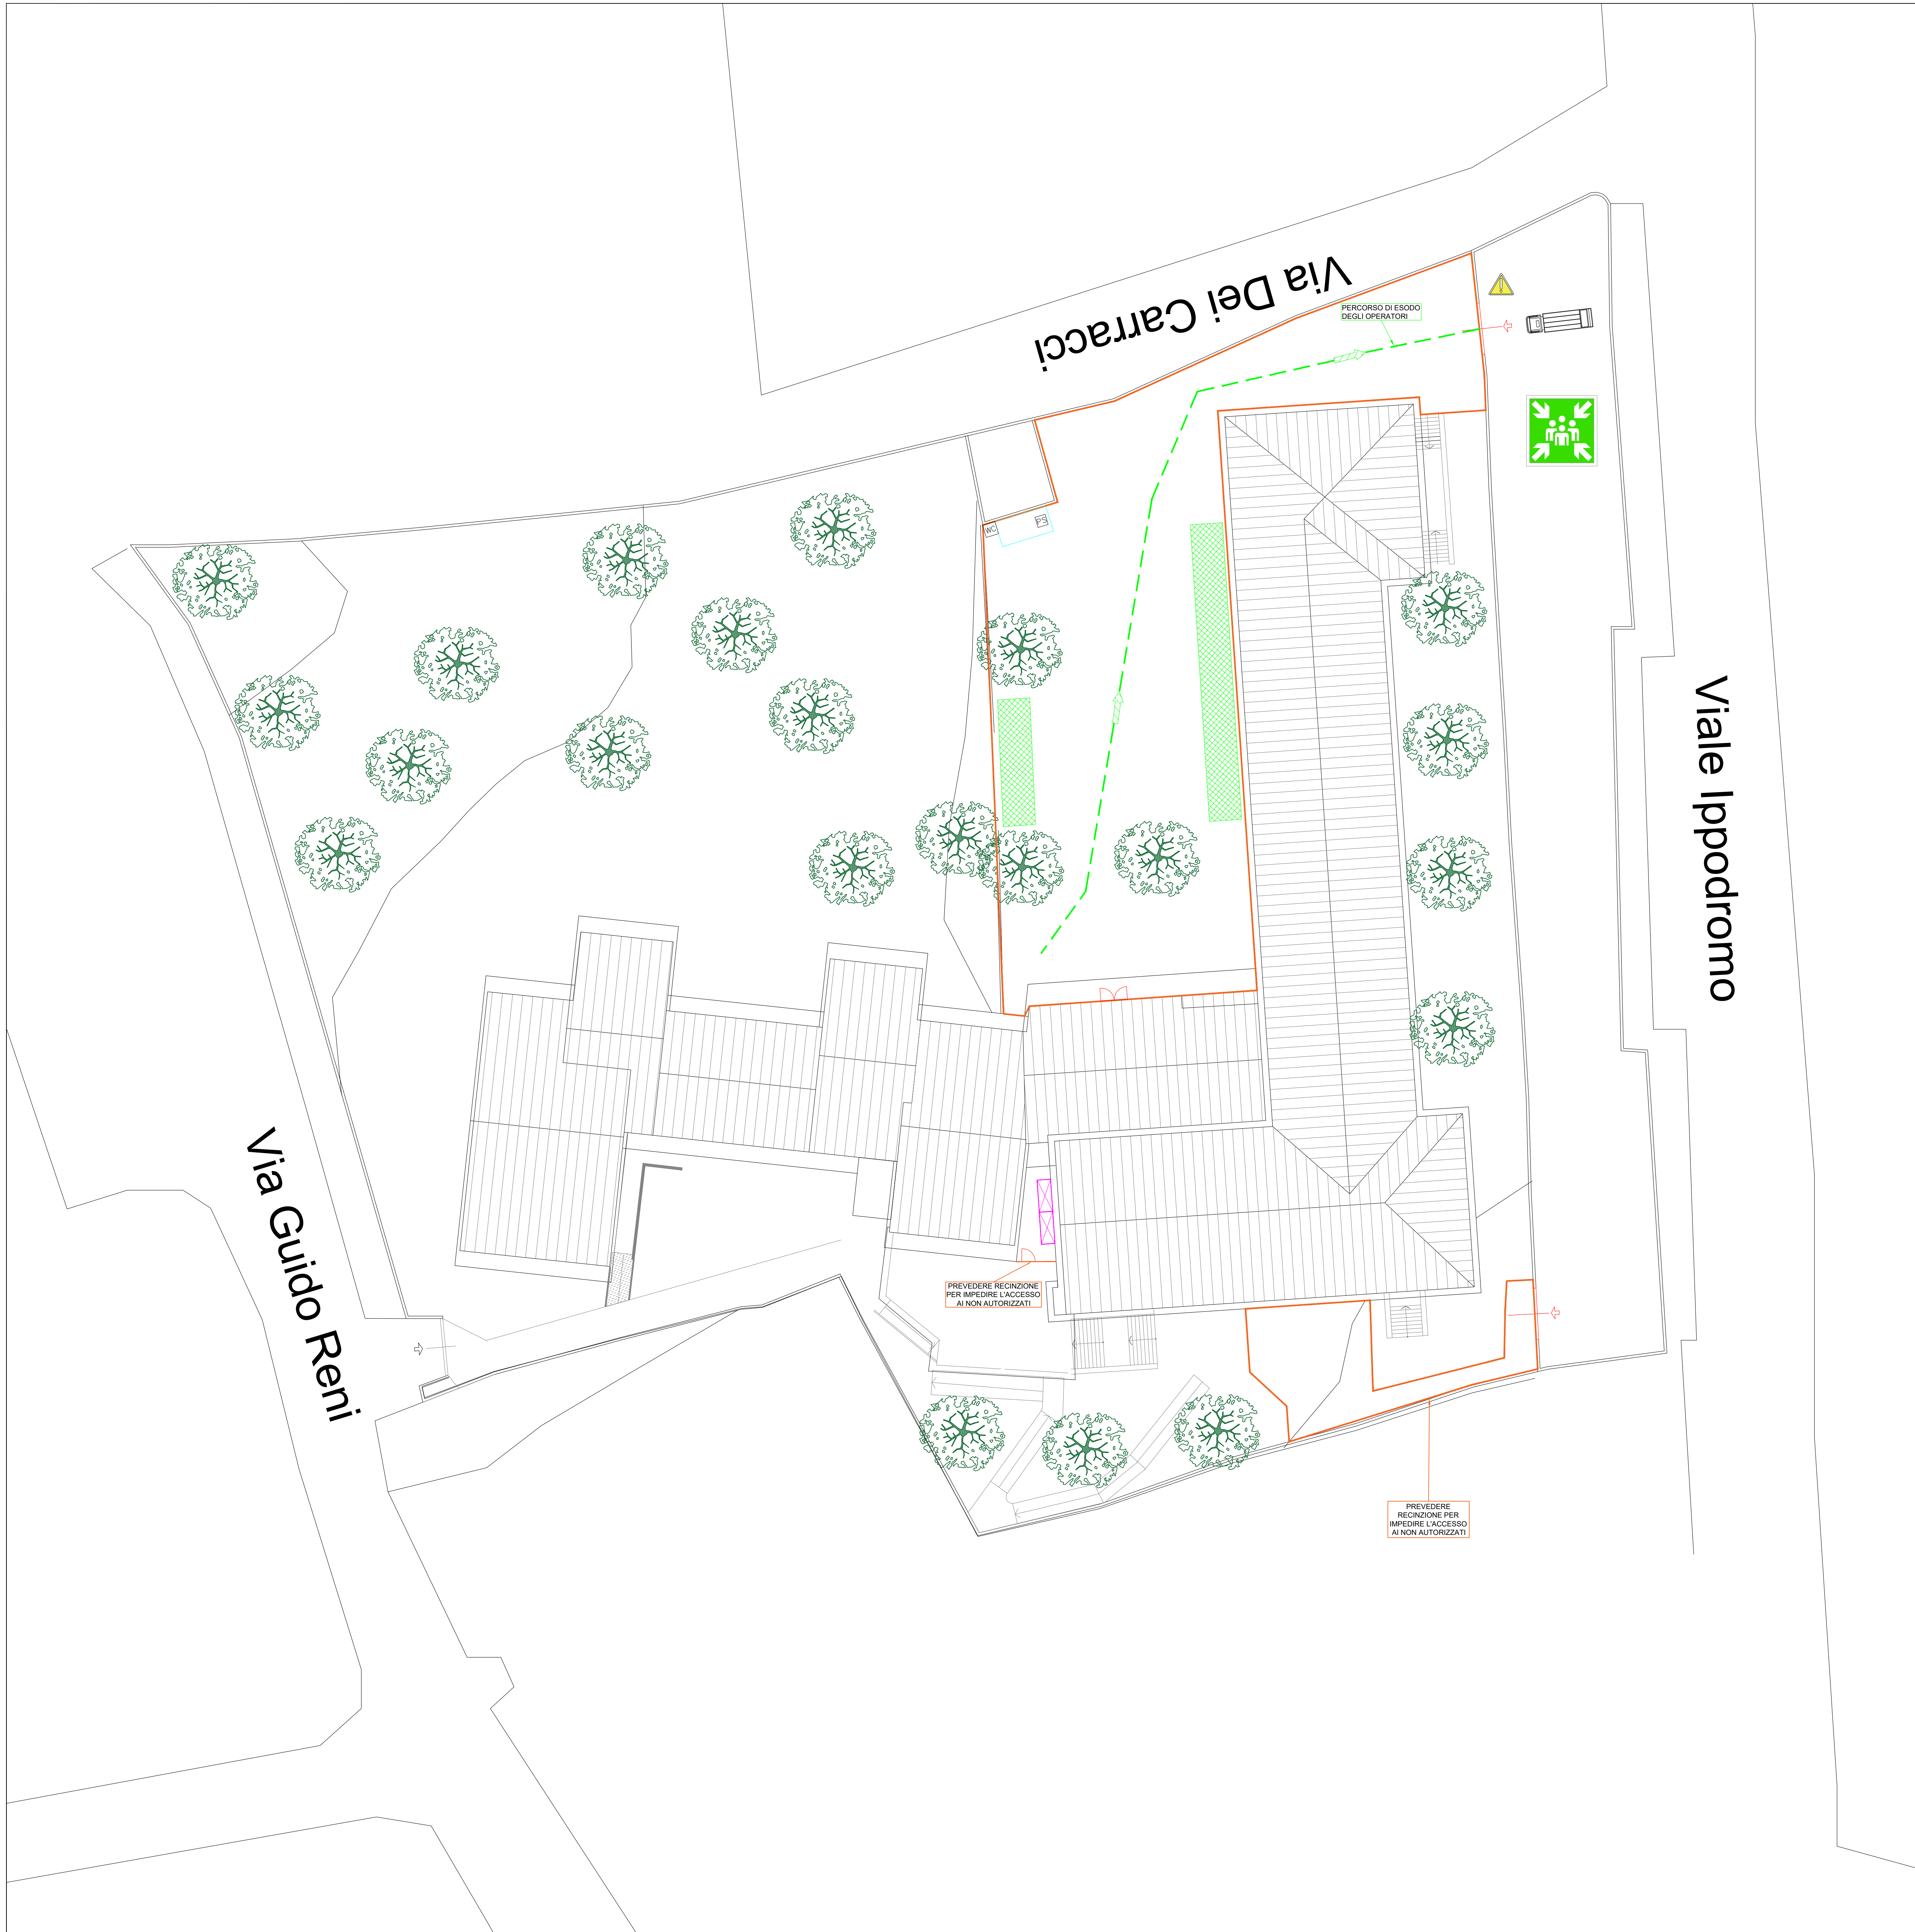 Via Dei Carracci
PERCORSO DI ESODO
DEGLI OPERATORI
WC
PS
Viale Ippodromo
Via Guido Reni
PREVEDERE RECINZIONE
PER IMPEDIRE L'ACCESSO
AI NON AUTORIZZATI
PREVEDERE
RECINZIONE PER
IMPEDIRE L'ACCESSO
AI NON AUTORIZZATI